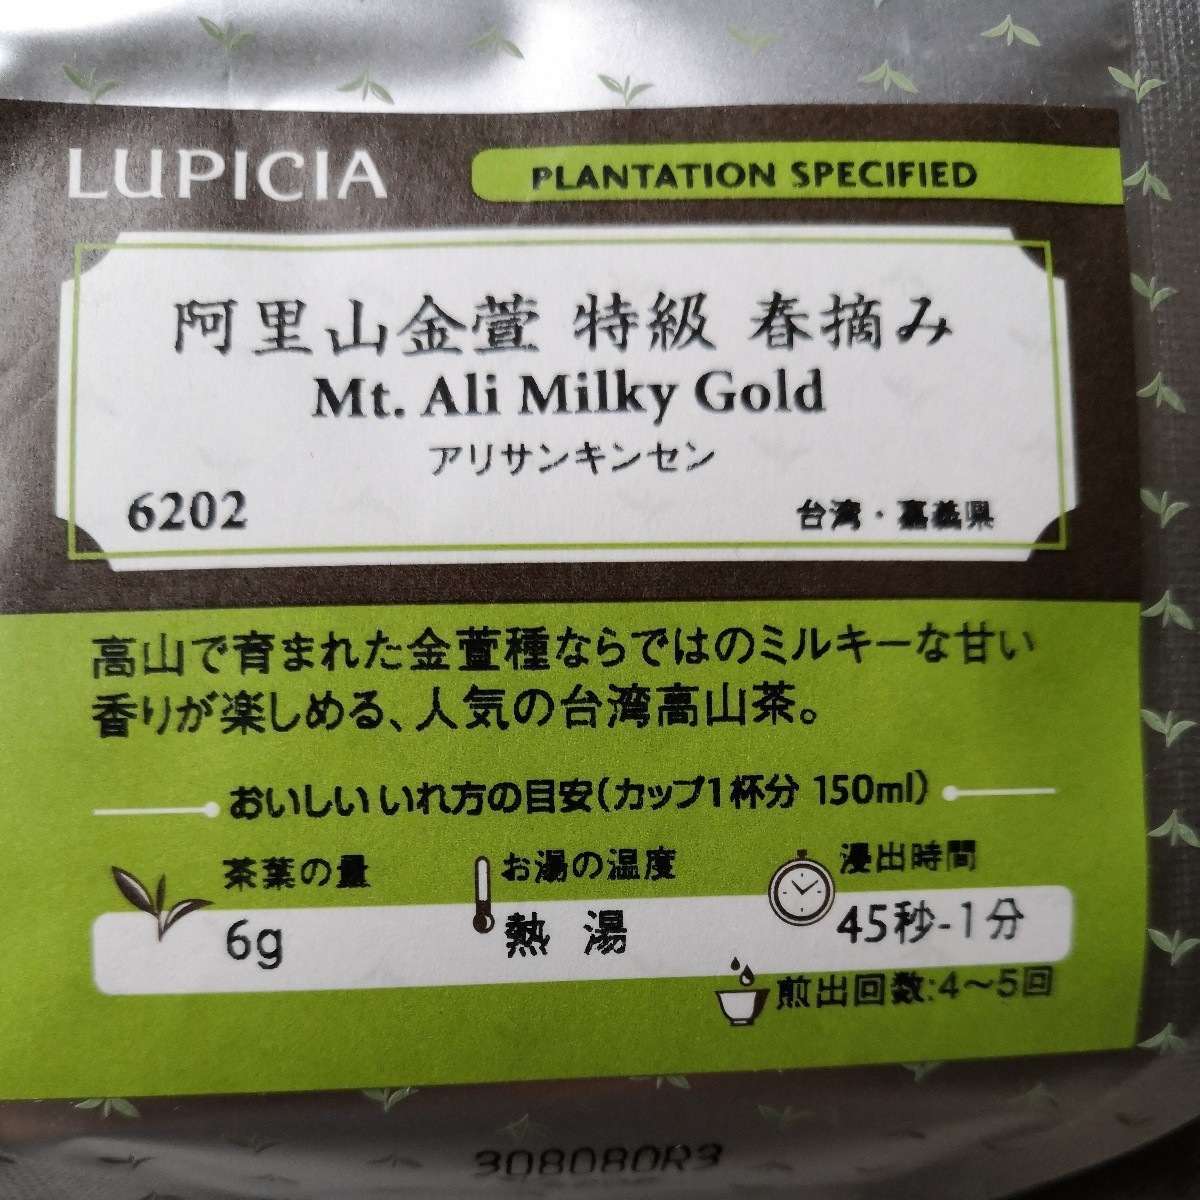 LUPICIA
PLANTATION SPECIFIED
阿里山金萱 特級 春摘み
Mt. Ali Milky Gold
アリサンキンセン
6202
台湾・嘉義県
高山で育まれた金萱種ならではのミルキーな甘い
香りが楽しめる、人気の台湾高山茶。
おいしいいれ方の目安(カップ1杯分 150ml)
茶葉の量
6g
お湯の温度
熱 湯
浸出時間
45秒-1分
煎出回数:4〜5回
308080R3